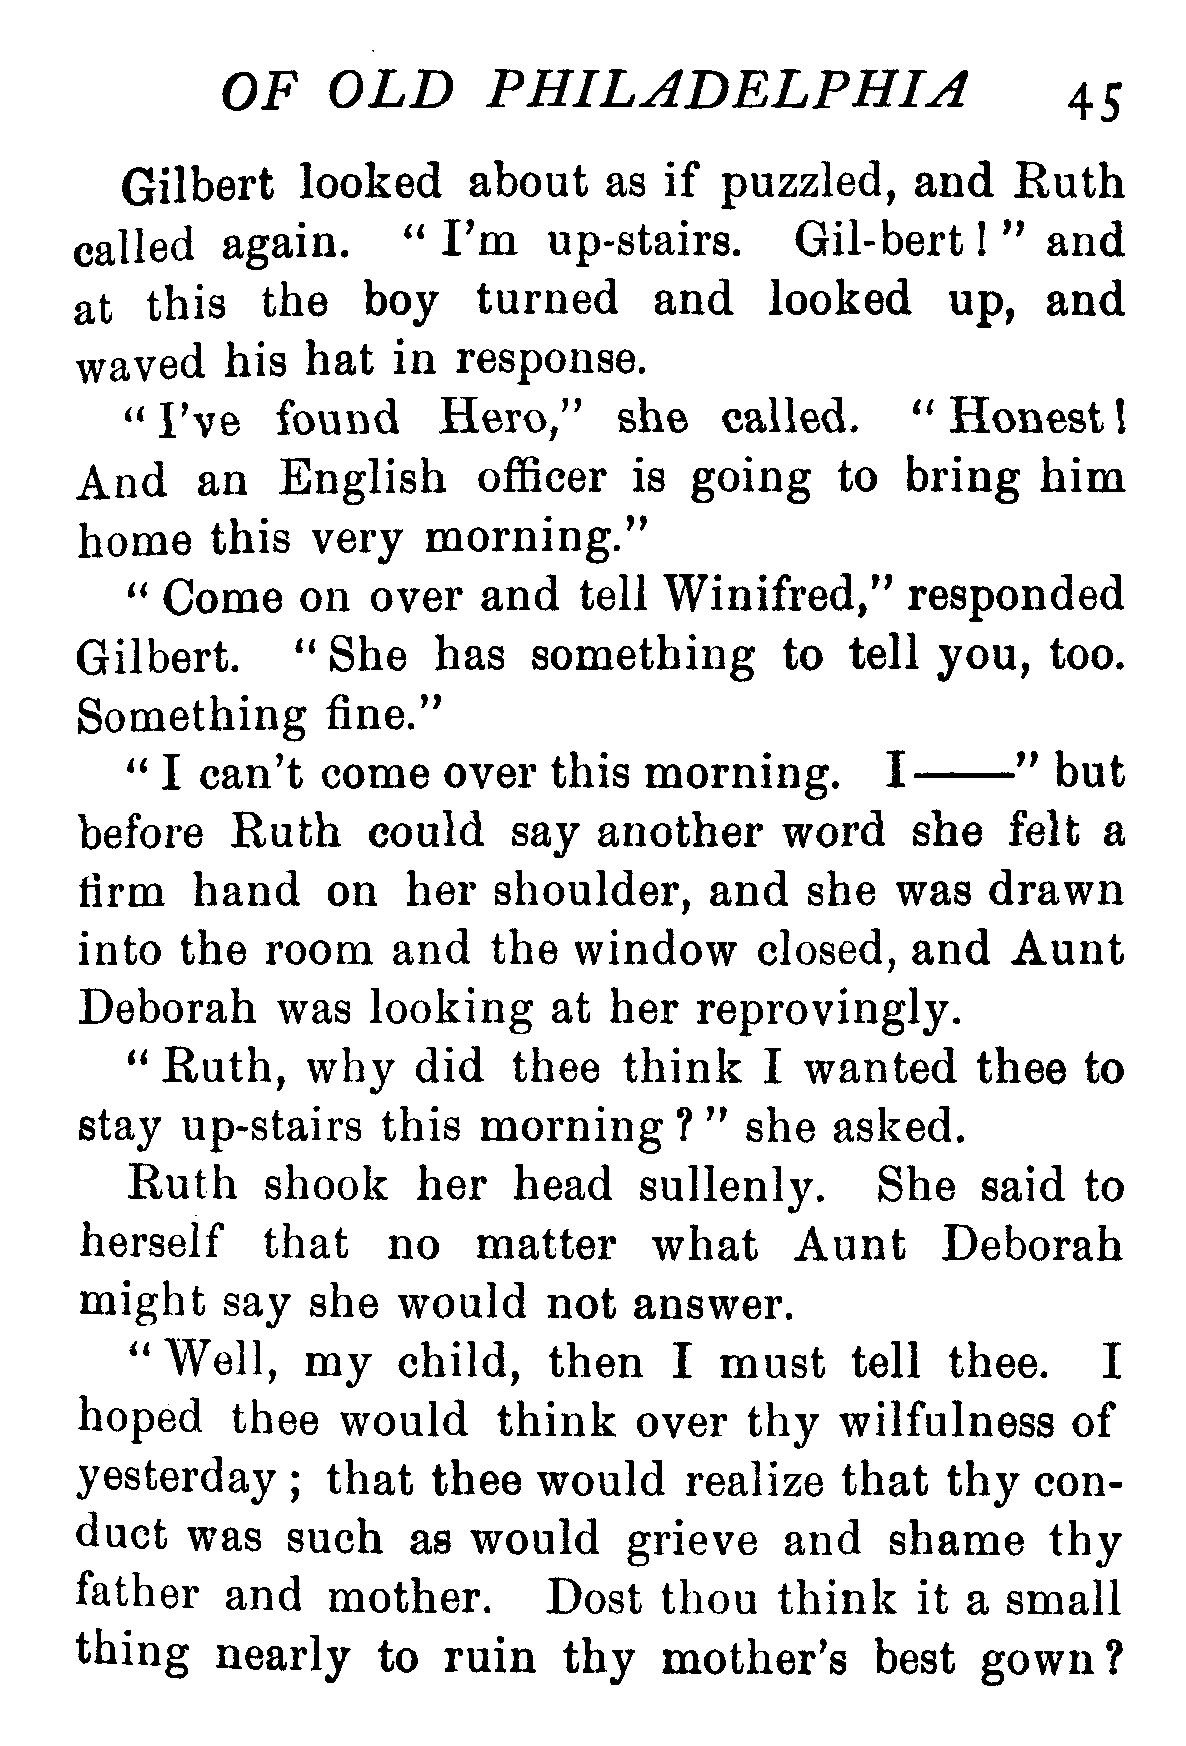 OF OLD PHILADELPHIA 45
Gilbert looked about as if puzzled, and Ruth
called again. “ I’m up-stairs. Gil-bert ! ” and
at this the boy turned and looked up, and
waved his hat in response.
“ I’ve found Hero,” she called. “ Honest !
And an English officer is going to bring him
home this very morning.”
“ Come on over and tell Winifred,” responded
Gilbert. “ She has something to tell you, too.
Something fine.”
“ I can’t come over this morning. I——” but
before Ruth could say another word she felt a
firm hand on her shoulder, and she was drawn
into the room and the window closed, and Aunt
Deborah was looking at her reprovingly.
“ Ruth, why did thee think I wanted thee to
stay up-stairs this morning ? ” she asked.
Ruth shook her head sullenly. She said to
herself that no matter what Aunt Deborah
might say she would not answer.
“ Well, my child, then I must tell thee. I
hoped thee would think over thy wilfulness of
yesterday ; that thee would realize that thy con-
duct was such as would grieve and shame thy
father and mother. Dost thou think it a small
thing nearly to ruin thy mother’s best gown ?